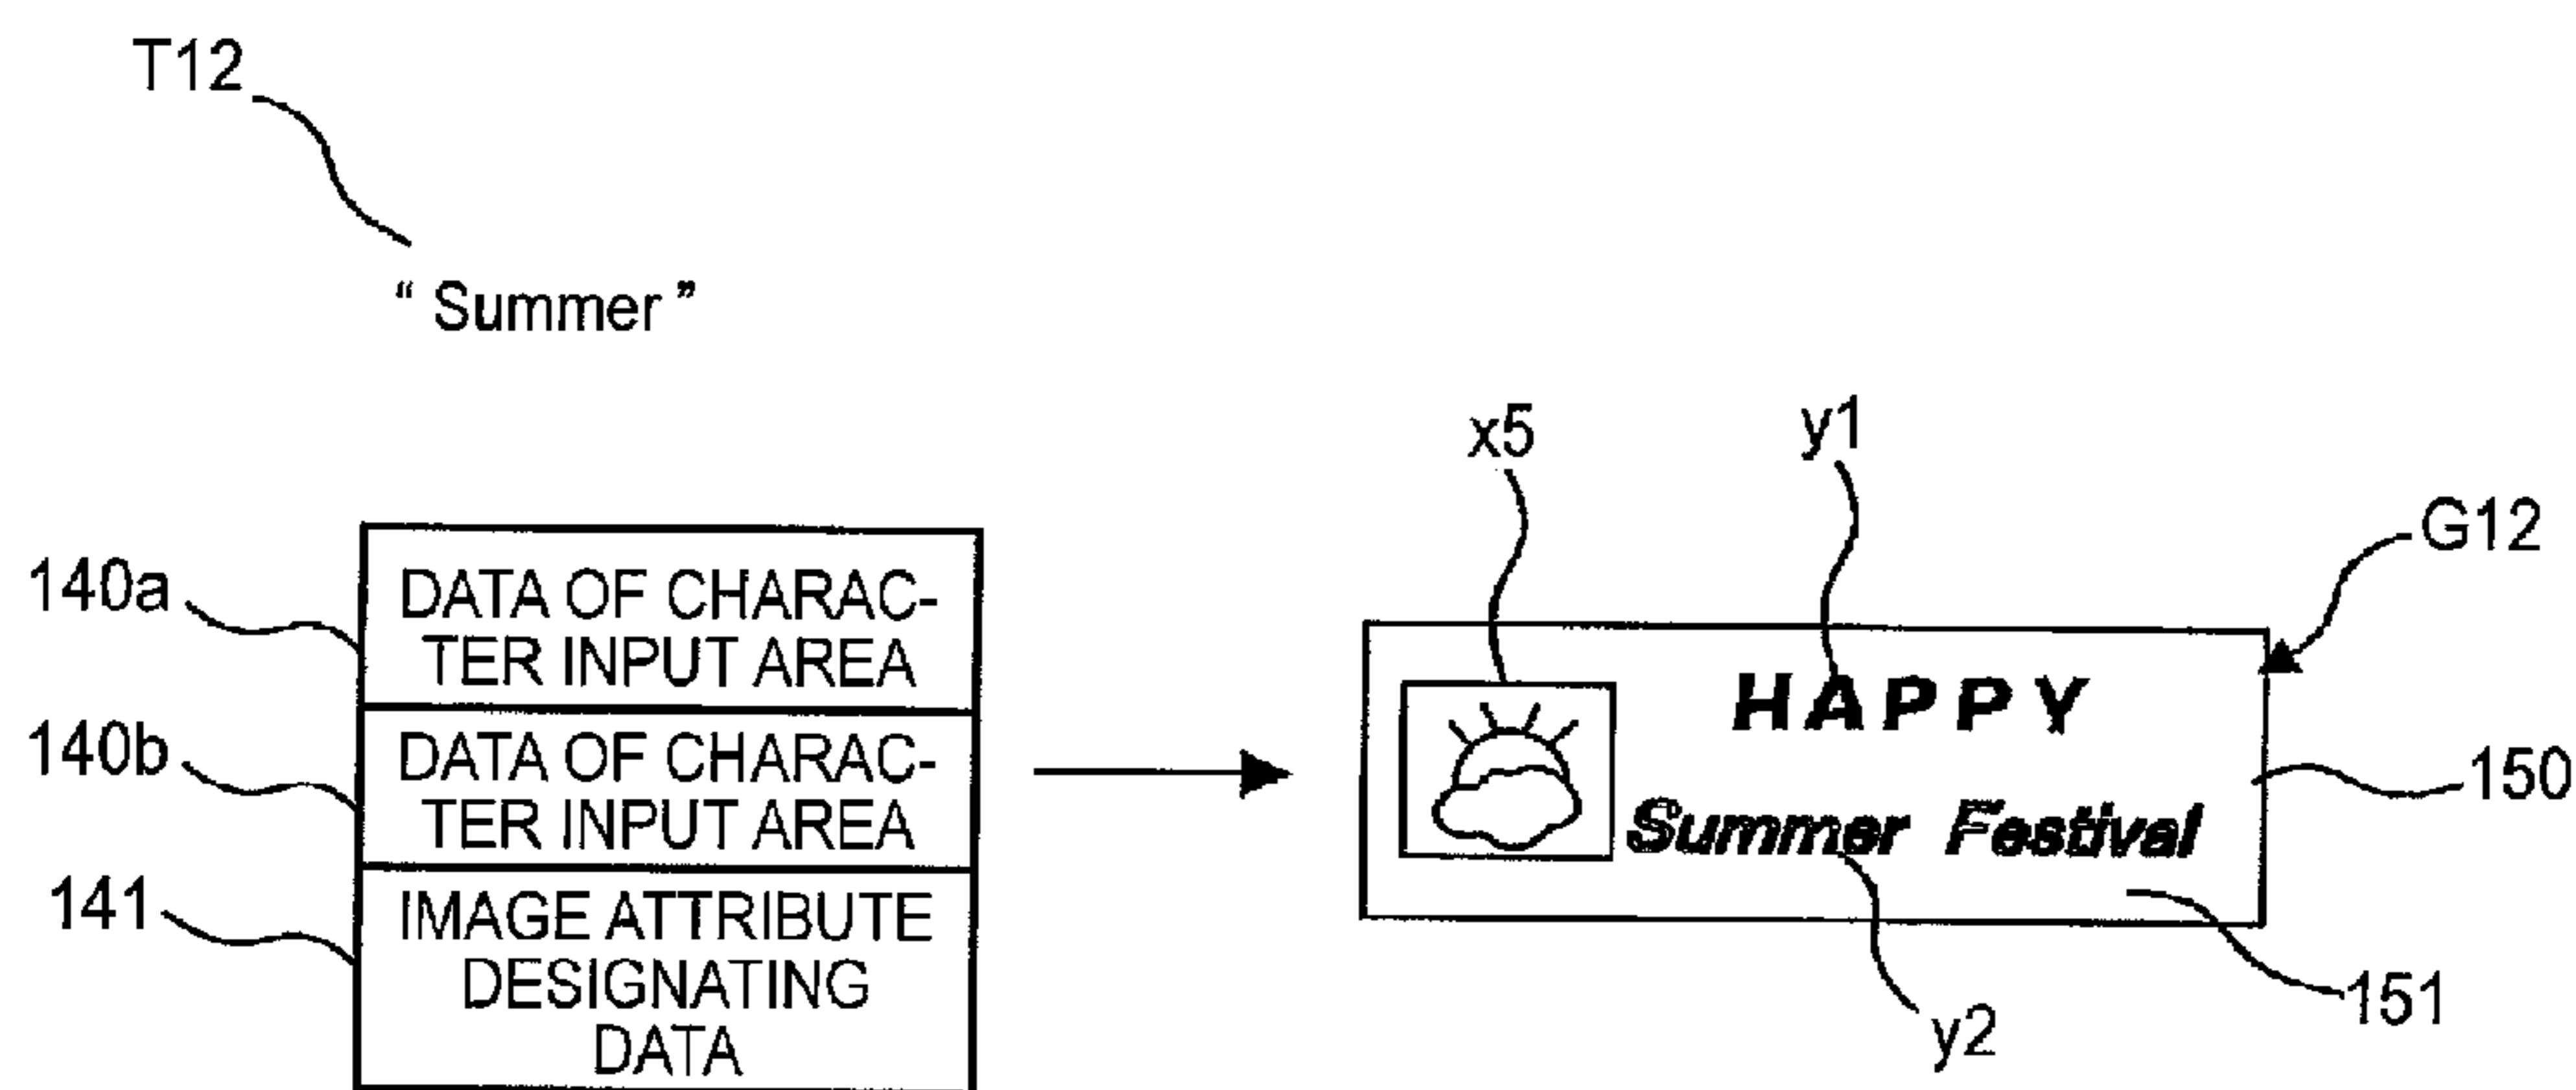 T12
“ Summer ”
x5
y1
G12
140a
DATA OF CHARAC-
TER INPUT AREA
HAPPY
150
140b
DATA OF CHARAC-
TER INPUT AREA
Summer Festival
141
IMAGE ATTRIBUTE
DESIGNATING
DATA
151
y2